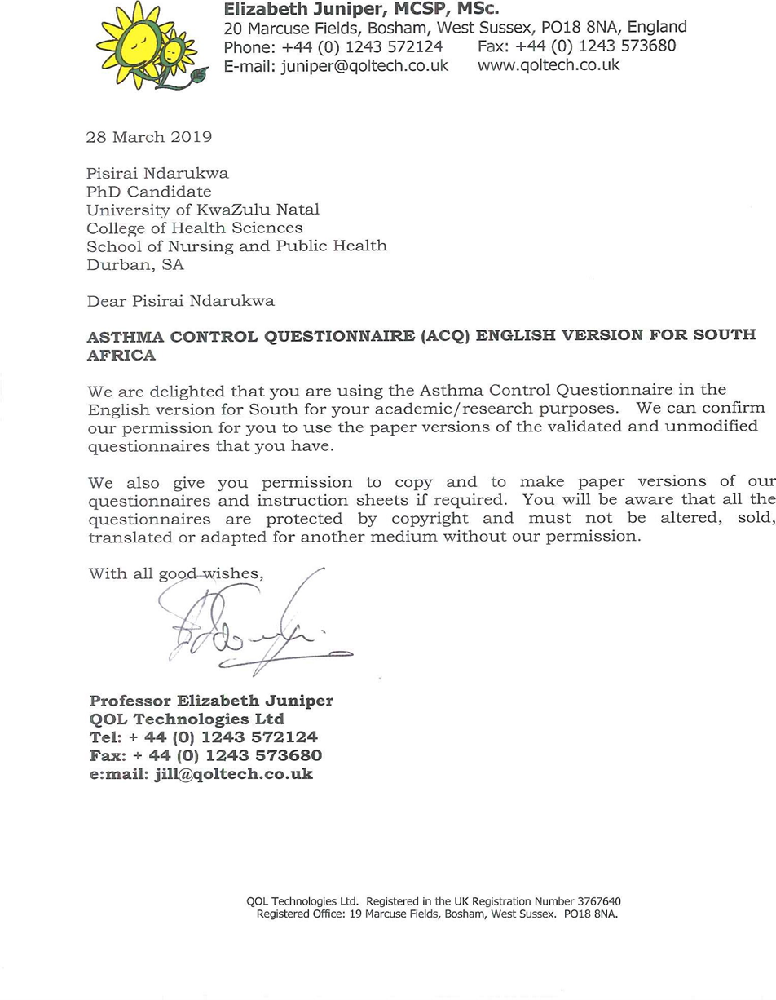 Elizabeth Juniper, MCSP, MSc.
20 Marcuse Fields, Bosham, West Sussex, PO18 8NA, England
Phone: +44 (0) 1243 572124 Fax: +44 (0) 1243 573680
E-mail: juniper@qoltech.co.uk www.qoltech.co.uk
28 March 2019
Pisirai Ndarukwa
PhD Candidate
University of KwaZulu Natal
College of Health Sciences
School of Nursing and Public Health
Durban, SA
Dear Pisirai Ndarukwa
ASTHMA CONTROL QUESTIONNAIRE (ACQ) ENGLISH VERSION FOR SOUTH
AFRICA
We are delighted that you are using the Asthma Control Questionnaire in the
English version for South for your academic/research purposes. We can confirm
our permission for you to use the paper versions of the validated and unmodified
questionnaires that you have.
We also give you permission to copy and to make paper versions of our
questionnaires and instruction sheets if required. You will be aware that all the
questionnaires are protected by copyright and must not be altered, sold,
translated or adapted for another medium without our permission.
With all good wishes,
Professor Elizabeth Juniper
QOL Technologies Ltd
Tel: + 44 (0) 1243 572124
Fax: + 44 (0) 1243 573680
e:mail: jill@qoltech.co.uk
QOL Technologies Ltd. Registered in the UK Registration Number 3767640
Registered Office: 19 Marcuse Fields, Bosham, West Sussex. PO18 8NA.